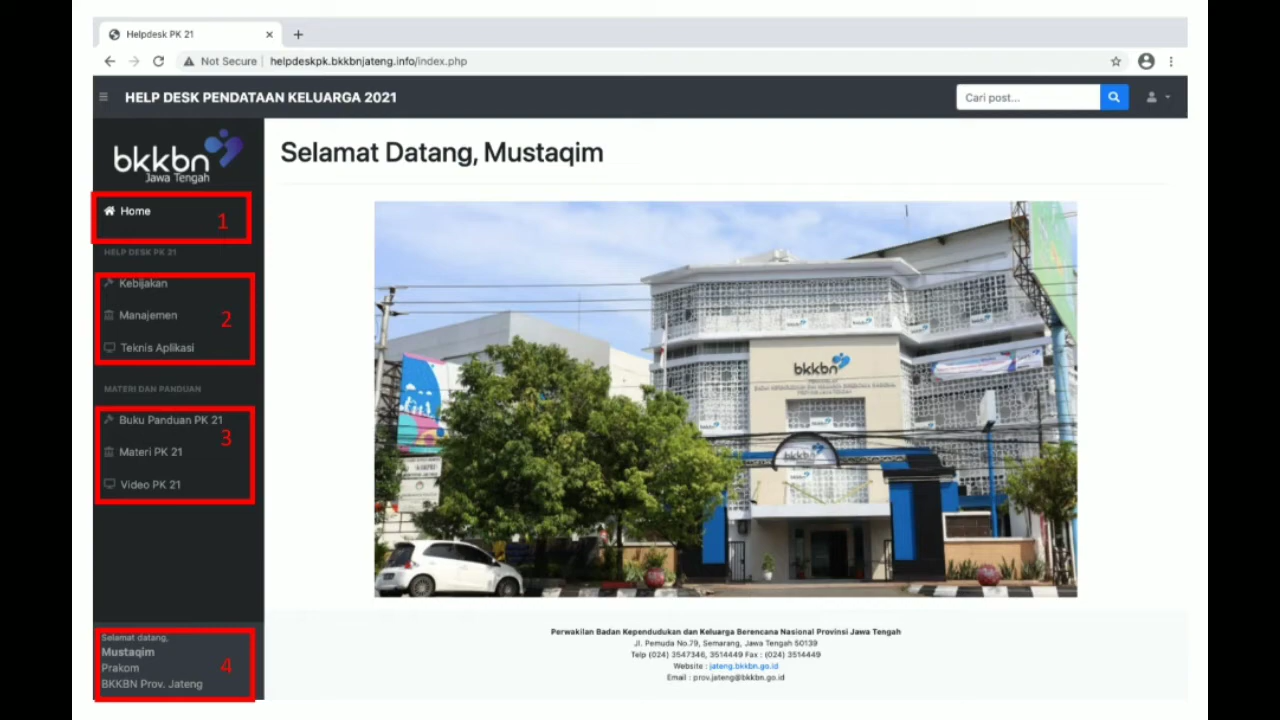 Helpdesk PK 21
Not Secure | helpdeskpk.bkkbnjateng.info/index.php
HELP DESK PENDATAAN KELUARGA 2021
Cari post...
bkkbn
Jawa Tengah
Selamat Datang, Mustaqim
Home
1
HELP DESK PK 21
Kebijakan
Manajemen
2
Teknis Aplikasi
MATERI DAN PANDUAN
Buku Panduan PK 21
3
Materi PK 21
Video PK 21
bkkbn
bkkbn
Selamat datang,
Mustaqim
Prakom
4
BKKBN Prov. Jateng
Perwakilan Badan Kependudukan dan Keluarga Berencana Nasional Provinsi Jawa Tengah
Jl. Pemuda No.79, Semarang, Jawa Tengah 50139
Telp (024) 3547346, 3514449 Fax : (024) 3514449
Website : jateng.bkkbn.go.id
Email : prov.jateng@bkkbn.go.id